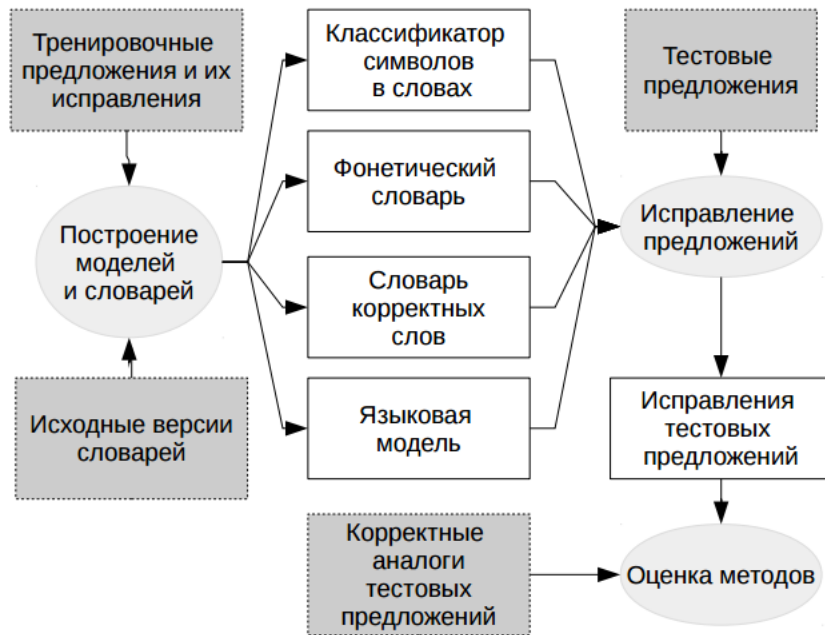 Тренировочные
предложения и их
исправления
Классификатор
символов
в словах
Тестовые
предложения
Фонетический
словарь
Построение
моделей
и словарей
Исправление
предложений
Словарь
корректных
слов
Исходные версии
словарей
Языковая
модель
Исправления
тестовых
предложений
Корректные
аналоги
тестовых
предложений
Оценка методов